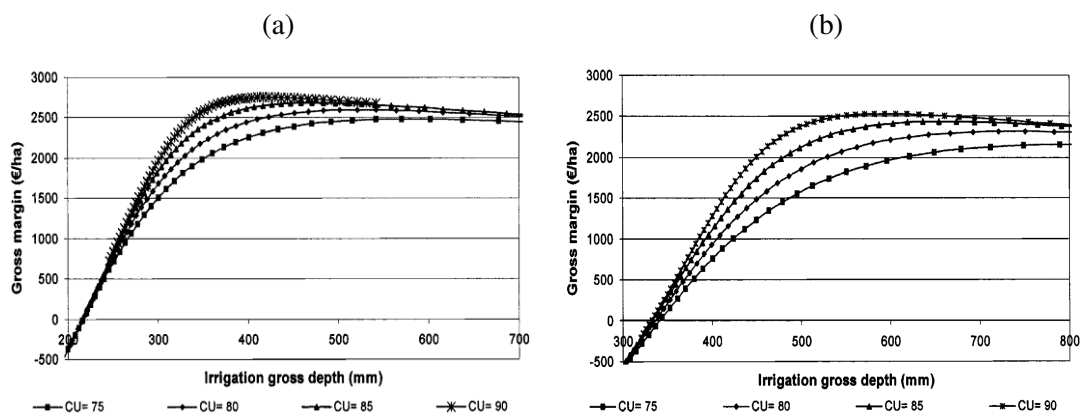 (a)
3000
2500
2000
1500
1000
500
0
-500
200 300 400 500 600 700
Gross margin (€/ha)
Irrigation gross depth (mm)
CU= 75 CU= 80 CU= 85 CU= 90
(b)
3000
2500
2000
1500
1000
500
0
-500
300 400 500 600 700 800
Gross margin (€/ha)
Irrigation gross depth (mm)
CU= 75 CU= 80 CU= 85 CU= 90